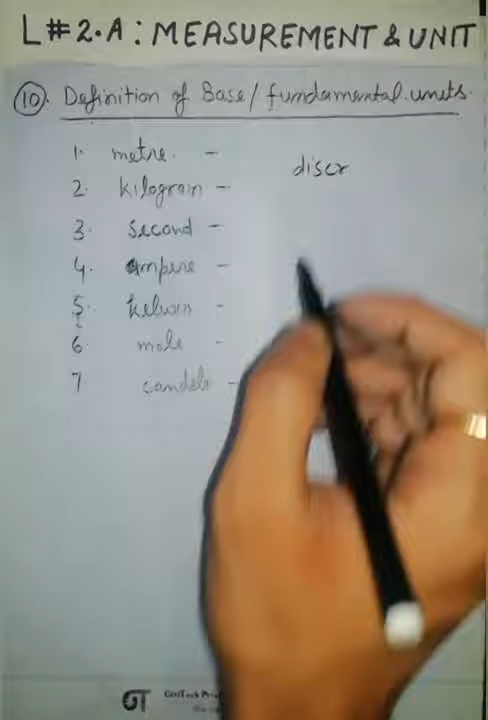 L#2.A: MEASUREMENT & UNIT
10. Definition of Base/fundamental units.
1. metre. -
discr
2. kilogram -
3. second -
4. Ampere -
5. kelvin -
6. mole -
7 candela -
GT